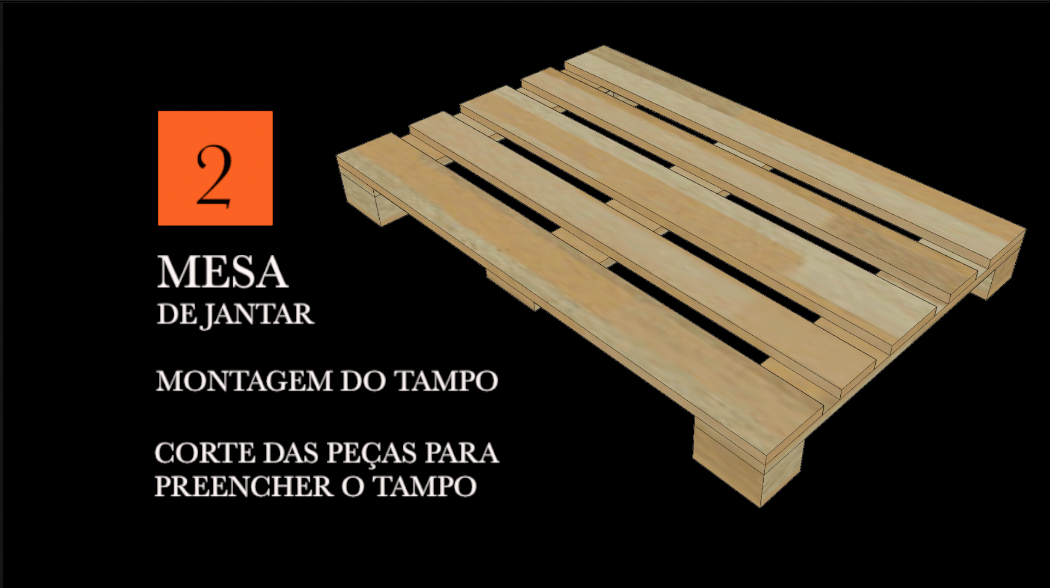 2
MESA
DE JANTAR
MONTAGEM DO TAMPO
CORTE DAS PEÇAS PARA
PREENCHER O TAMPO